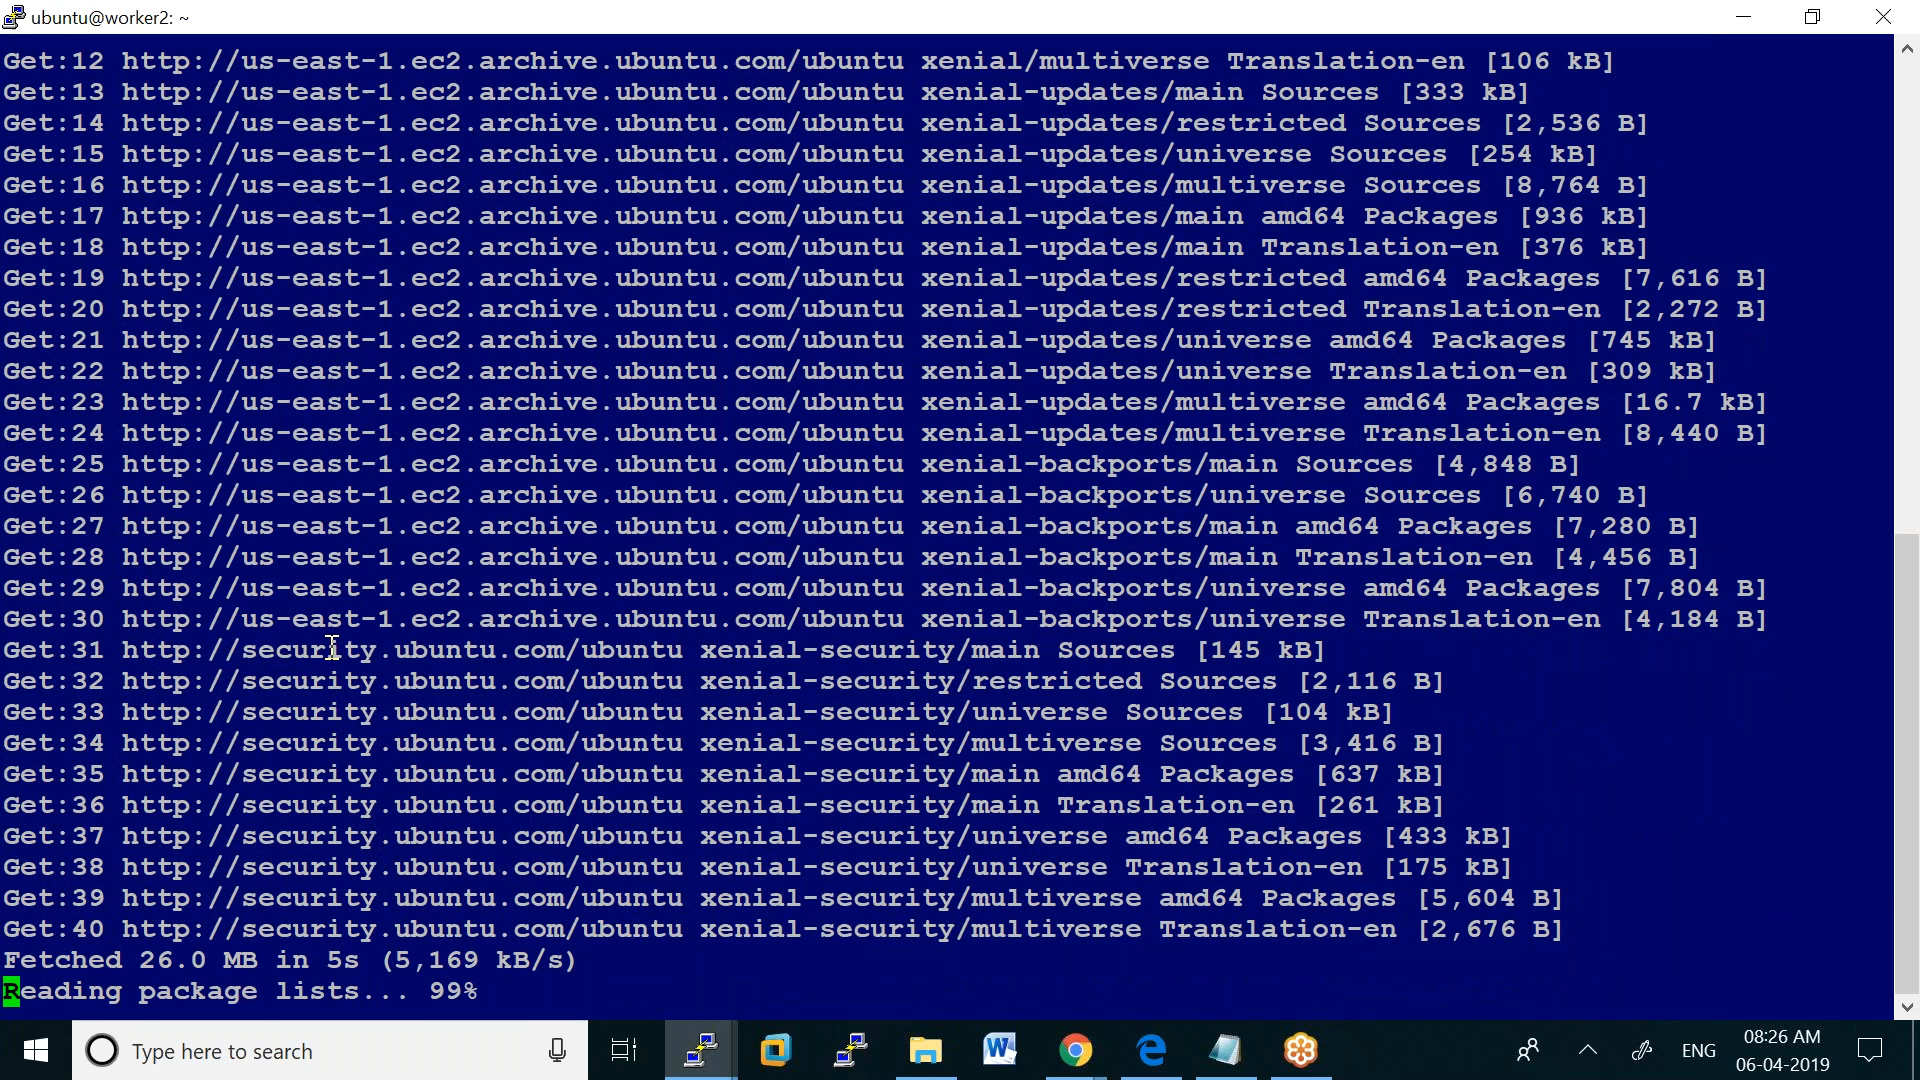 ubuntu@worker2: ~
Get:12 http://us-east-1.ec2.archive.ubuntu.com/ubuntu xenial/multiverse Translation-en [106 kB]
Get:13 http://us-east-1.ec2.archive.ubuntu.com/ubuntu xenial-updates/main Sources [333 kB]
Get:14 http://us-east-1.ec2.archive.ubuntu.com/ubuntu xenial-updates/restricted Sources [2,536 B]
Get:15 http://us-east-1.ec2.archive.ubuntu.com/ubuntu xenial-updates/universe Sources [254 kB]
Get:16 http://us-east-1.ec2.archive.ubuntu.com/ubuntu xenial-updates/multiverse Sources [8,764 B]
Get:17 http://us-east-1.ec2.archive.ubuntu.com/ubuntu xenial-updates/main amd64 Packages [936 kB]
Get:18 http://us-east-1.ec2.archive.ubuntu.com/ubuntu xenial-updates/main Translation-en [376 kB]
Get:19 http://us-east-1.ec2.archive.ubuntu.com/ubuntu xenial-updates/restricted amd64 Packages [7,616 B]
Get:20 http://us-east-1.ec2.archive.ubuntu.com/ubuntu xenial-updates/restricted Translation-en [2,272 B]
Get:21 http://us-east-1.ec2.archive.ubuntu.com/ubuntu xenial-updates/universe amd64 Packages [745 kB]
Get:22 http://us-east-1.ec2.archive.ubuntu.com/ubuntu xenial-updates/universe Translation-en [309 kB]
Get:23 http://us-east-1.ec2.archive.ubuntu.com/ubuntu xenial-updates/multiverse amd64 Packages [16.7 kB]
Get:24 http://us-east-1.ec2.archive.ubuntu.com/ubuntu xenial-updates/multiverse Translation-en [8,440 B]
Get:25 http://us-east-1.ec2.archive.ubuntu.com/ubuntu xenial-backports/main Sources [4,848 B]
Get:26 http://us-east-1.ec2.archive.ubuntu.com/ubuntu xenial-backports/universe Sources [6,740 B]
Get:27 http://us-east-1.ec2.archive.ubuntu.com/ubuntu xenial-backports/main amd64 Packages [7,280 B]
Get:28 http://us-east-1.ec2.archive.ubuntu.com/ubuntu xenial-backports/main Translation-en [4,456 B]
Get:29 http://us-east-1.ec2.archive.ubuntu.com/ubuntu xenial-backports/universe amd64 Packages [7,804 B]
Get:30 http://us-east-1.ec2.archive.ubuntu.com/ubuntu xenial-backports/universe Translation-en [4,184 B]
Get:31 http://security.ubuntu.com/ubuntu xenial-security/main Sources [145 kB]
Get:32 http://security.ubuntu.com/ubuntu xenial-security/restricted Sources [2,116 B]
Get:33 http://security.ubuntu.com/ubuntu xenial-security/universe Sources [104 kB]
Get:34 http://security.ubuntu.com/ubuntu xenial-security/multiverse Sources [3,416 B]
Get:35 http://security.ubuntu.com/ubuntu xenial-security/main amd64 Packages [637 kB]
Get:36 http://security.ubuntu.com/ubuntu xenial-security/main Translation-en [261 kB]
Get:37 http://security.ubuntu.com/ubuntu xenial-security/universe amd64 Packages [433 kB]
Get:38 http://security.ubuntu.com/ubuntu xenial-security/universe Translation-en [175 kB]
Get:39 http://security.ubuntu.com/ubuntu xenial-security/multiverse amd64 Packages [5,604 B]
Get:40 http://security.ubuntu.com/ubuntu xenial-security/multiverse Translation-en [2,676 B]
Fetched 26.0 MB in 5s (5,169 kB/s)
Reading package lists... 99%
Type here to search
W
ENG
08:26 AM
06-04-2019